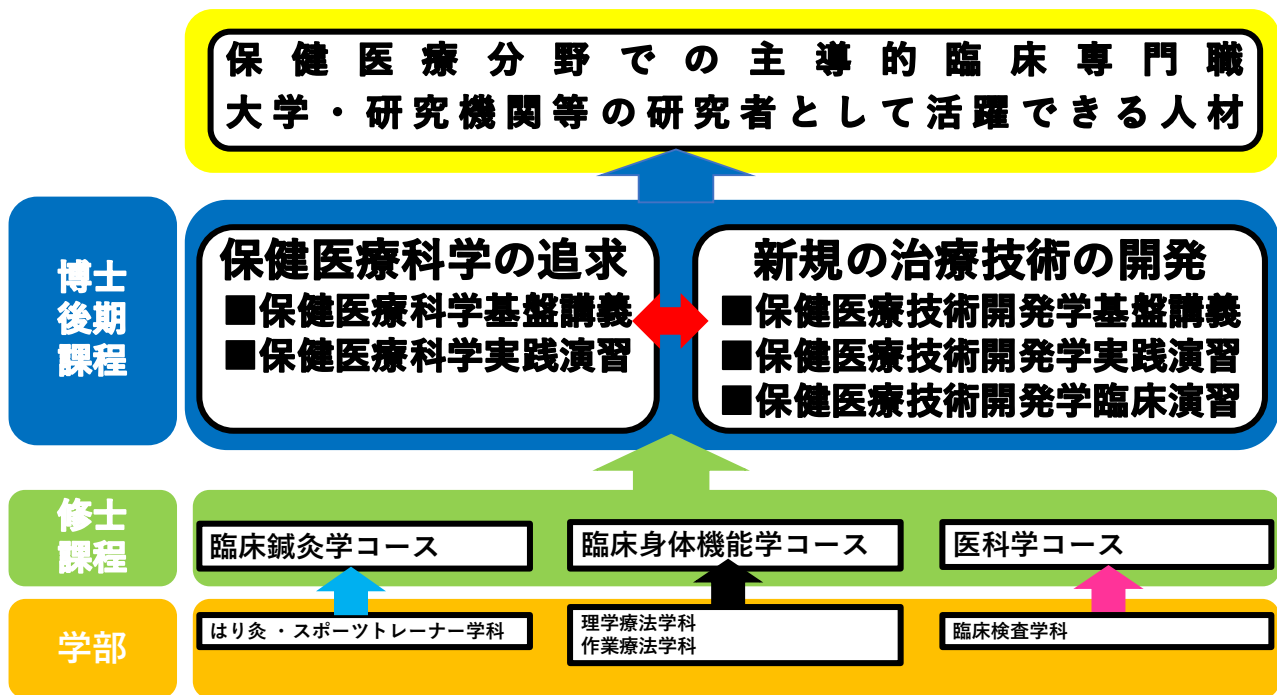 保健医療分野での主導的臨床専門職
大学・研究機関等の研究者として活躍できる人材
博士
後期
課程
保健医療科学の追求
■保健医療科学基盤講義
■保健医療科学実践演習
新規の治療技術の開発
■保健医療技術開発学基盤講義
■保健医療技術開発学実践演習
■保健医療技術開発学臨床演習
修士
課程
臨床鍼灸学コース
臨床身体機能学コース
医科学コース
学部
はり灸・スポーツトレーナー学科
理学療法学科
作業療法学科
臨床検査学科